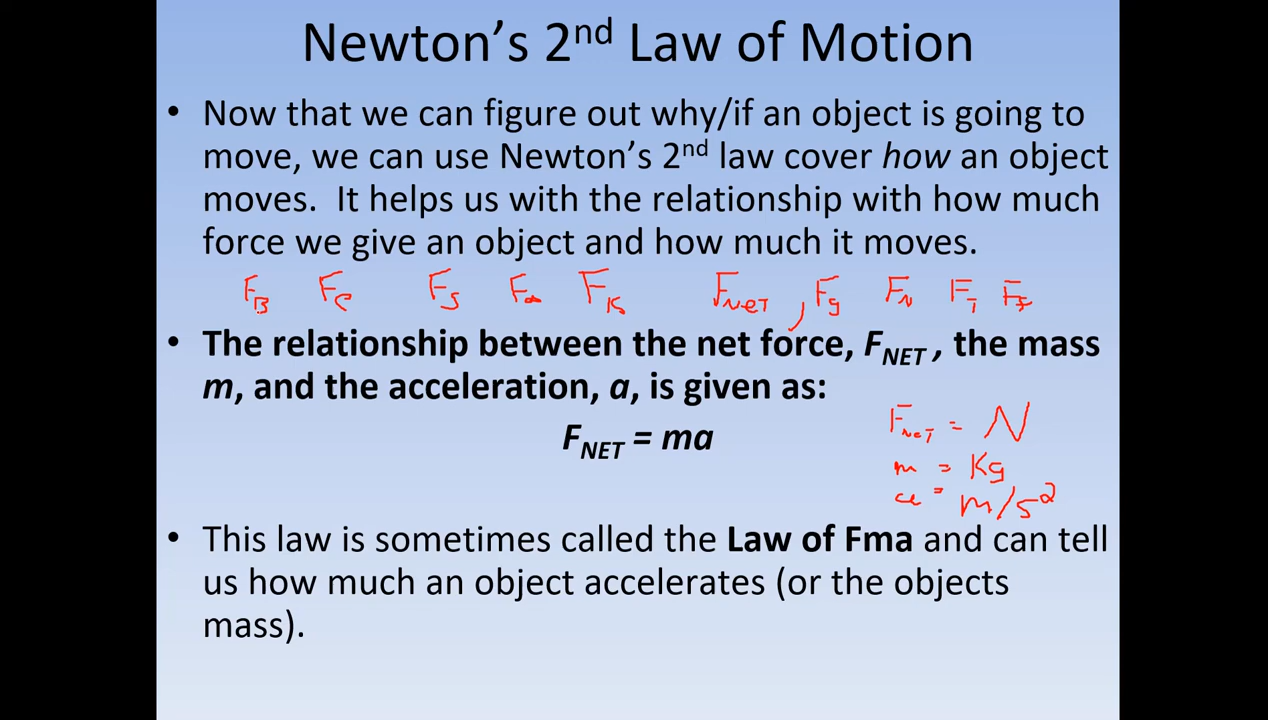 Newton's 2nd Law of Motion
• Now that we can figure out why/if an object is going to
move, we can use Newton's 2nd law cover how an object
moves. It helps us with the relationship with how much
force we give an object and how much it moves.
FB Fe Fs FK FNET , Fg FN FT Ff
• The relationship between the net force, FNET , the mass
m, and the acceleration, a, is given as:
FNET = ma
FNET = N
m = Kg
a = m/s2
• This law is sometimes called the Law of Fma and can tell
us how much an object accelerates (or the objects
mass).